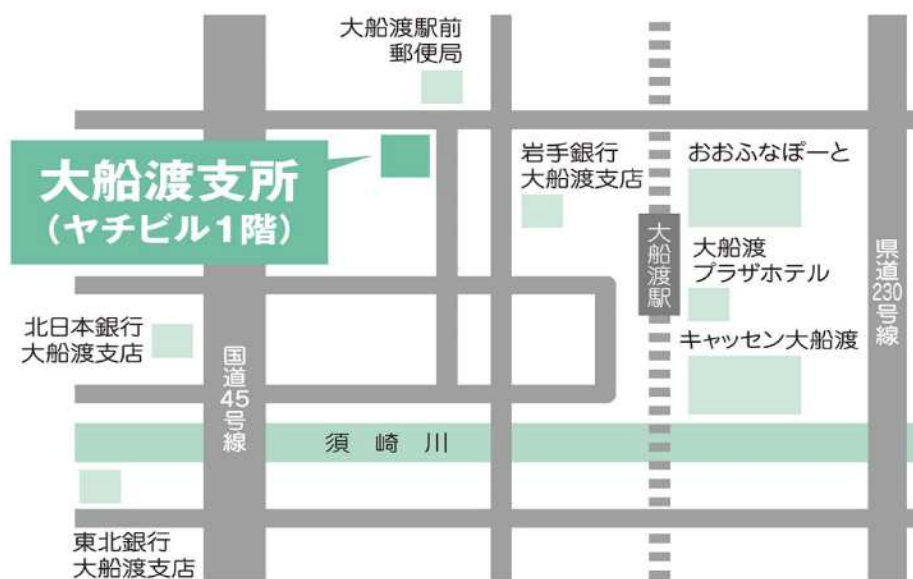 大船渡駅前
郵便局
大船渡支所
(ヤチビル1階)
岩手銀行
大船渡支店
おおふなぽーと
大船渡駅
大船渡
プラザホテル
県道230号線
北日本銀行
大船渡支店
国道45号線
キャッセン大船渡
須崎川
東北銀行
大船渡支店